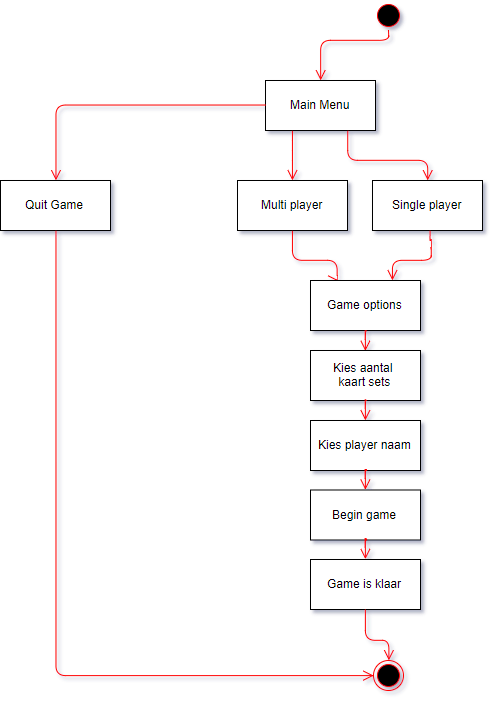 Main Menu
Quit Game
Multi player
Single player
Game options
Kies aantal
kaart sets
Kies player naam
Begin game
Game is klaar